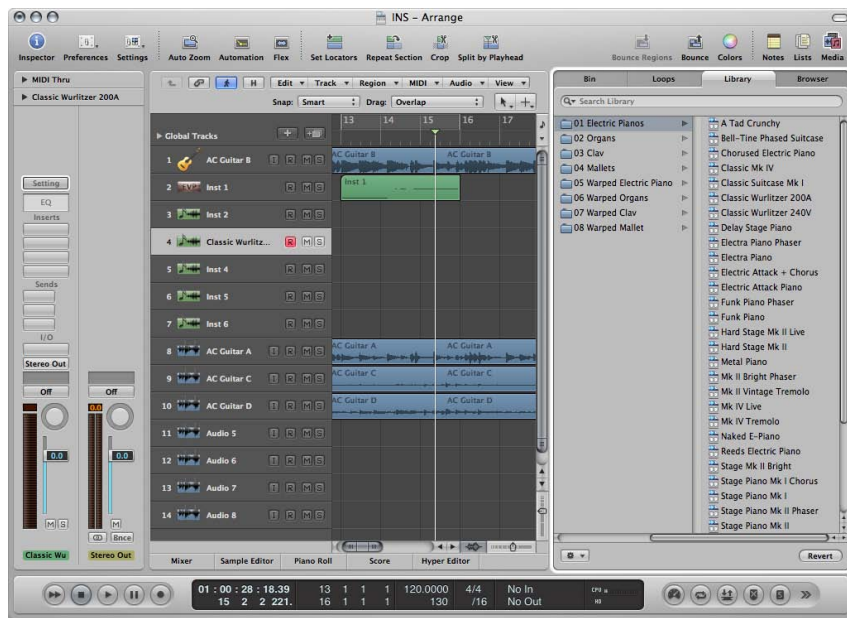 INS - Arrange
Inspector Preferences Settings Auto Zoom Automation Flex Set Locators Repeat Section Crop Split by Playhead Bounce Regions Bounce Colors Notes Lists Media
MIDI Thru
Classic Wurlitzer 200A
Setting
EQ
Inserts
Sends
I/O
Stereo Out
Off Off
0.0
0.0 0.0
M S M
Bnce
Classic Wu Stereo Out
H Edit Track Region MIDI Audio View
Snap: Smart Drag: Overlap
13 14 15 16 17
Global Tracks
1 AC Guitar B I R M S AC Guitar B AC Guitar B
2 Inst 1 R M S Inst 1
3 Inst 2 R M S
4 Classic Wurlitz... R M S
5 Inst 4 R M S
6 Inst 5 R M S
7 Inst 6 R M S
8 AC Guitar A I R M S AC Guitar A AC Guitar A
9 AC Guitar C I R M S AC Guitar C AC Guitar C
10 AC Guitar D I R M S AC Guitar D AC Guitar D
11 Audio 5 I R M S
12 Audio 6 I R M S
13 Audio 7 I R M S
14 Audio 8 I R M S
Mixer Sample Editor Piano Roll Score Hyper Editor
Bin Loops Library Browser
Search Library
01 Electric Pianos
02 Organs
03 Clav
04 Mallets
05 Warped Electric Piano
06 Warped Organs
07 Warped Clav
08 Warped Mallet
A Tad Crunchy
Bell-Tine Phased Suitcase
Chorused Electric Piano
Classic Mk IV
Classic Suitcase Mk I
Classic Wurlitzer 200A
Classic Wurlitzer 240V
Delay Stage Piano
Electra Piano Phaser
Electra Piano
Electric Attack + Chorus
Electric Attack Piano
Funk Piano Phaser
Funk Piano
Hard Stage Mk II Live
Hard Stage Mk II
Metal Piano
Mk II Bright Phaser
Mk II Vintage Tremolo
Mk IV Live
Mk IV Tremolo
Naked E-Piano
Reeds Electric Piano
Stage Mk II Bright
Stage Piano Mk I Chorus
Stage Piano Mk I
Stage Piano Mk II Phaser
Stage Piano Mk II
Revert
01 : 00 : 28 : 18.39 13 1 1 1 120.0000 4/4 No In CPU
15 2 2 221. 16 1 1 1 130 /16 No Out HD